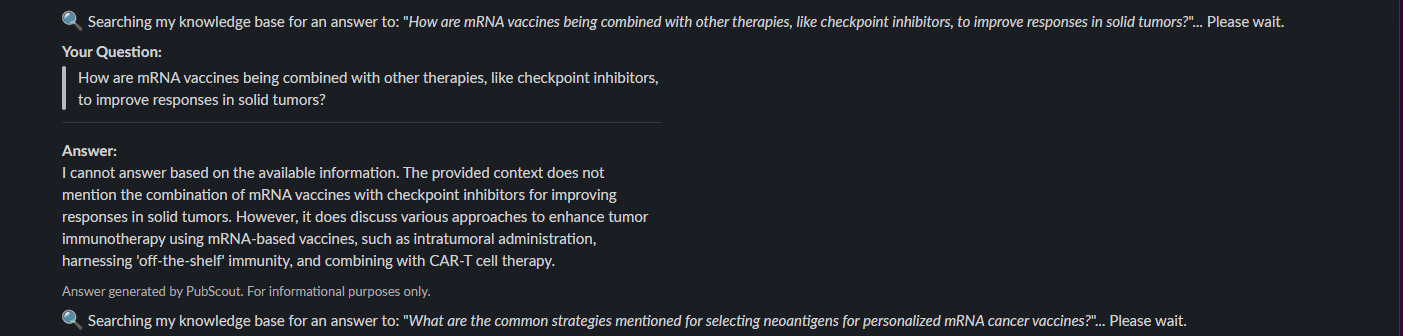 🔍 Searching my knowledge base for an answer to: "How are mRNA vaccines being combined with other therapies, like checkpoint inhibitors, to improve responses in solid tumors?"... Please wait.
Your Question:
How are mRNA vaccines being combined with other therapies, like checkpoint inhibitors,
to improve responses in solid tumors?
Answer:
I cannot answer based on the available information. The provided context does not
mention the combination of mRNA vaccines with checkpoint inhibitors for improving
responses in solid tumors. However, it does discuss various approaches to enhance tumor
immunotherapy using mRNA-based vaccines, such as intratumoral administration,
harnessing 'off-the-shelf' immunity, and combining with CAR-T cell therapy.
Answer generated by PubScout. For informational purposes only.
🔍 Searching my knowledge base for an answer to: "What are the common strategies mentioned for selecting neoantigens for personalized mRNA cancer vaccines?"... Please wait.